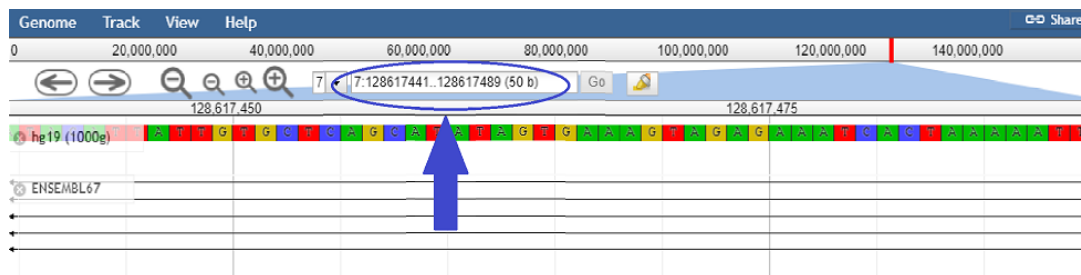 Genome Track View Help Share
0 20,000,000 40,000,000 60,000,000 80,000,000 100,000,000 120,000,000 140,000,000
7 7:128617441..128617489 (50 b) Go
128,617,450 128,617,475
hg19 (1000g) T T A T T G T G C T C A G C A T A T A G T G A A A G T A G A G A A A T C A C T A A A A A T T
ENSEMBL67